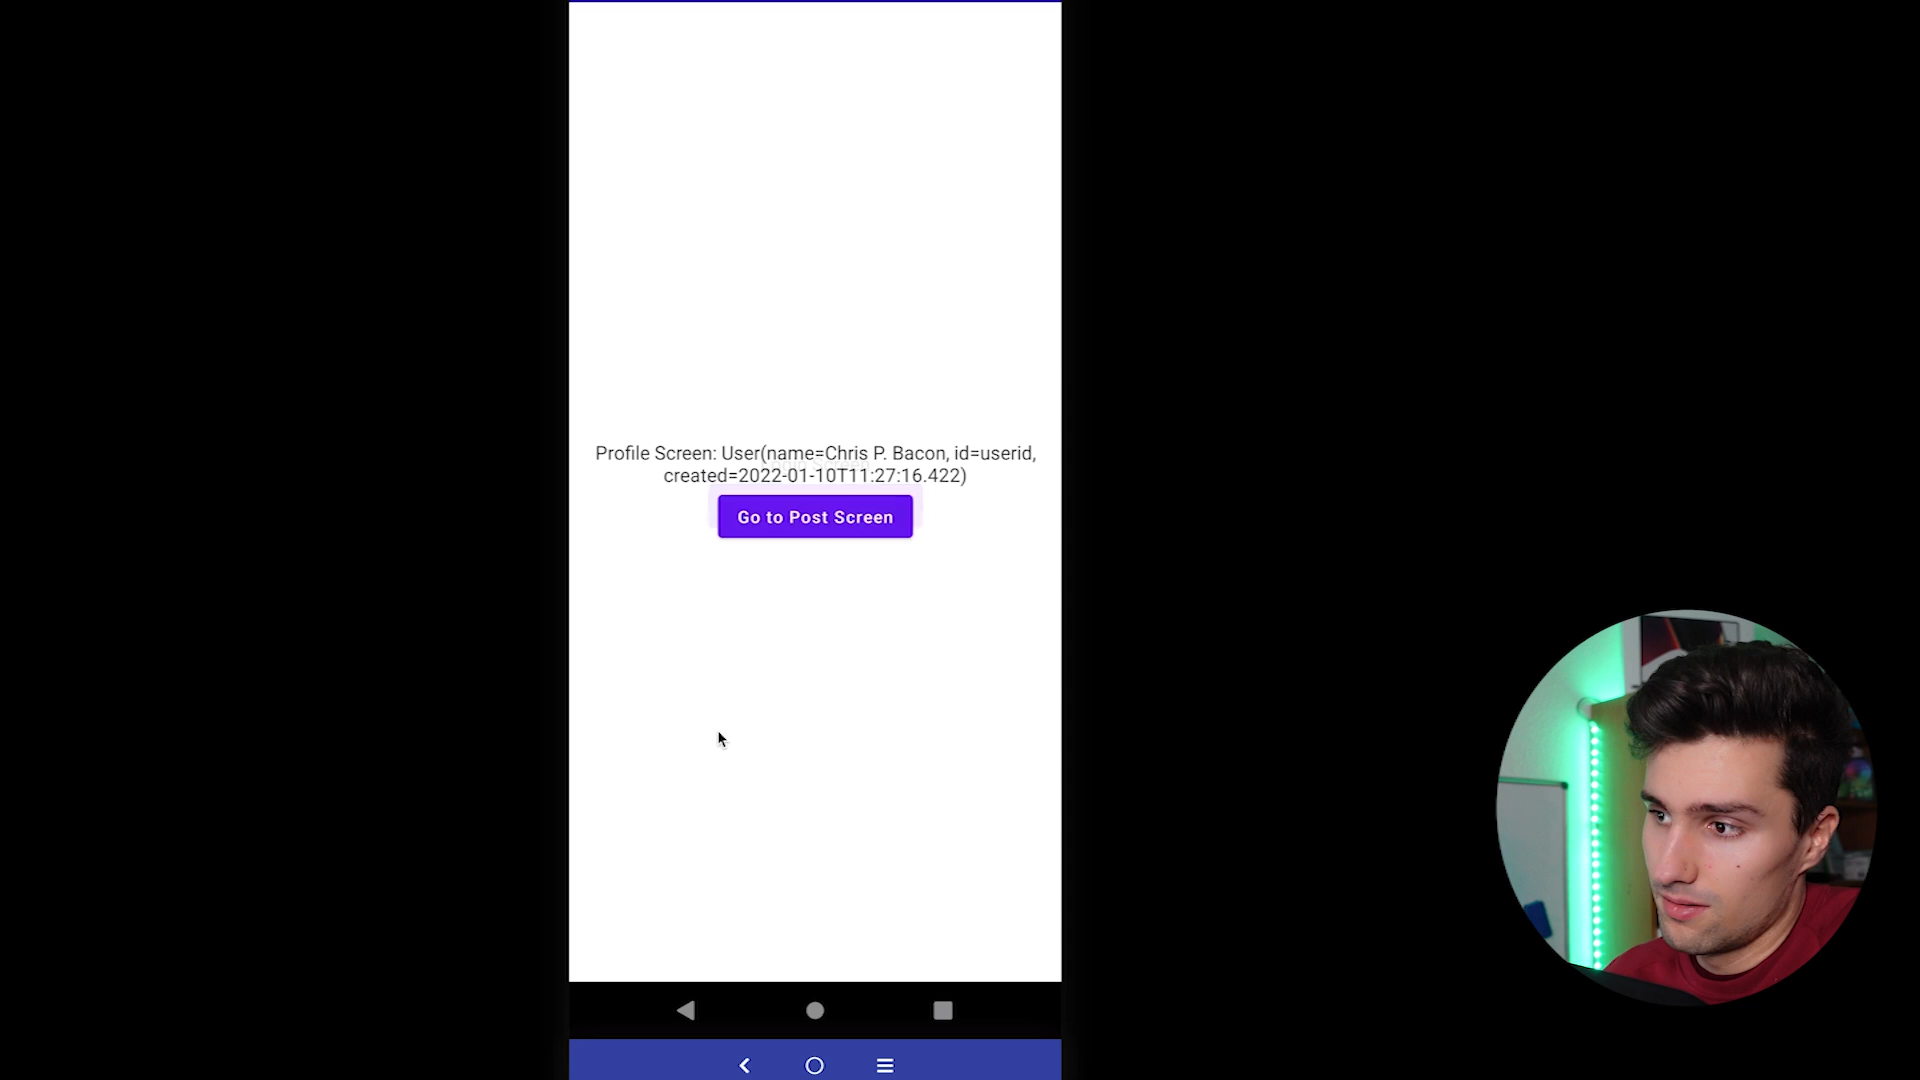 Profile Screen: User(name=Chris P. Bacon, id=userid,
created=2022-01-10T11:27:16.422)
Go to Post Screen